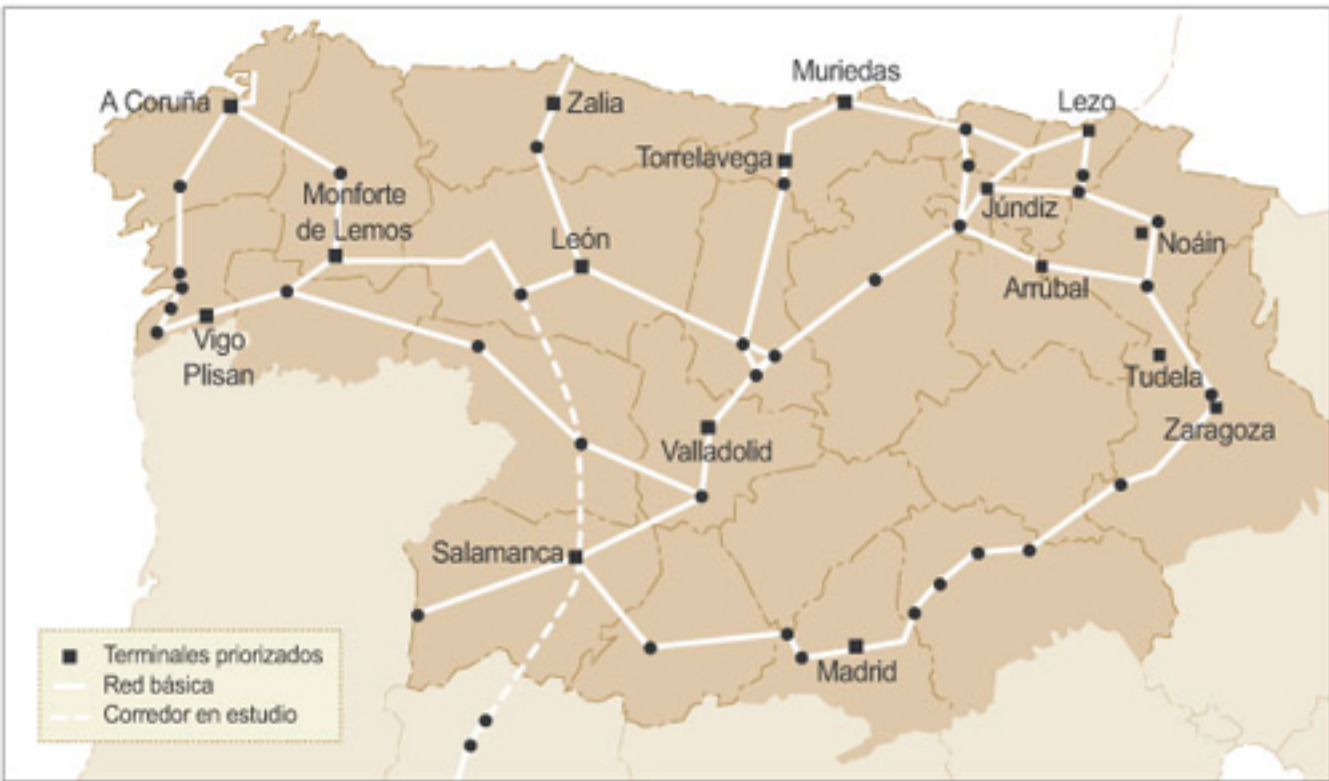 Muriedas
A Coruña
Zalia
Lezo
Torrelavega
Monforte
de Lemos
Júndiz
León
Noáin
Arrúbal
Vigo
Plisan
Tudela
Zaragoza
Valladolid
Salamanca
Madrid
Terminales priorizados
Red básica
Corredor en estudio